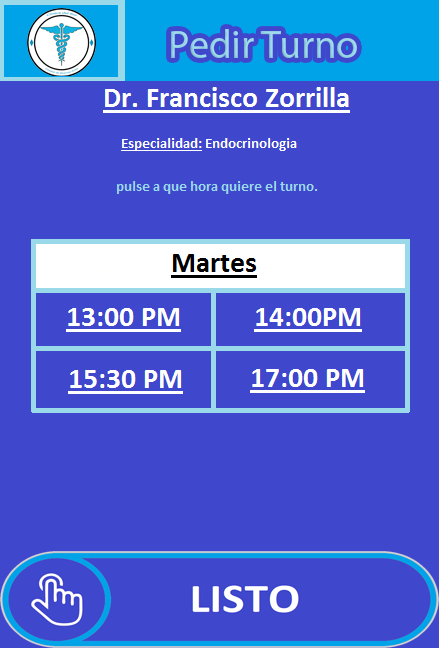 Pedir Turno
Dr. Francisco Zorrilla
Especialidad: Endocrinologia
pulse a que hora quiere el turno.
Martes
13:00 PM
14:00PM
15:30 PM
17:00 PM
LISTO